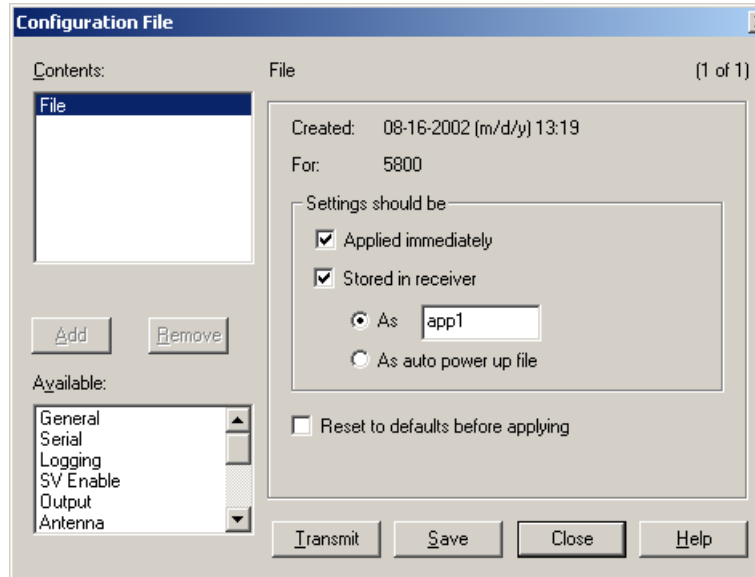 Configuration File
Contents:
File
Add
Remove
Available:
General
Serial
Logging
SV Enable
Output
Antenna
File
(1 of 1)
Created: 08-16-2002 (m/d/y) 13:19
For: 5800
Settings should be
Applied immediately
Stored in receiver
As app1
As auto power up file
Reset to defaults before applying
Transmit
Save
Close
Help